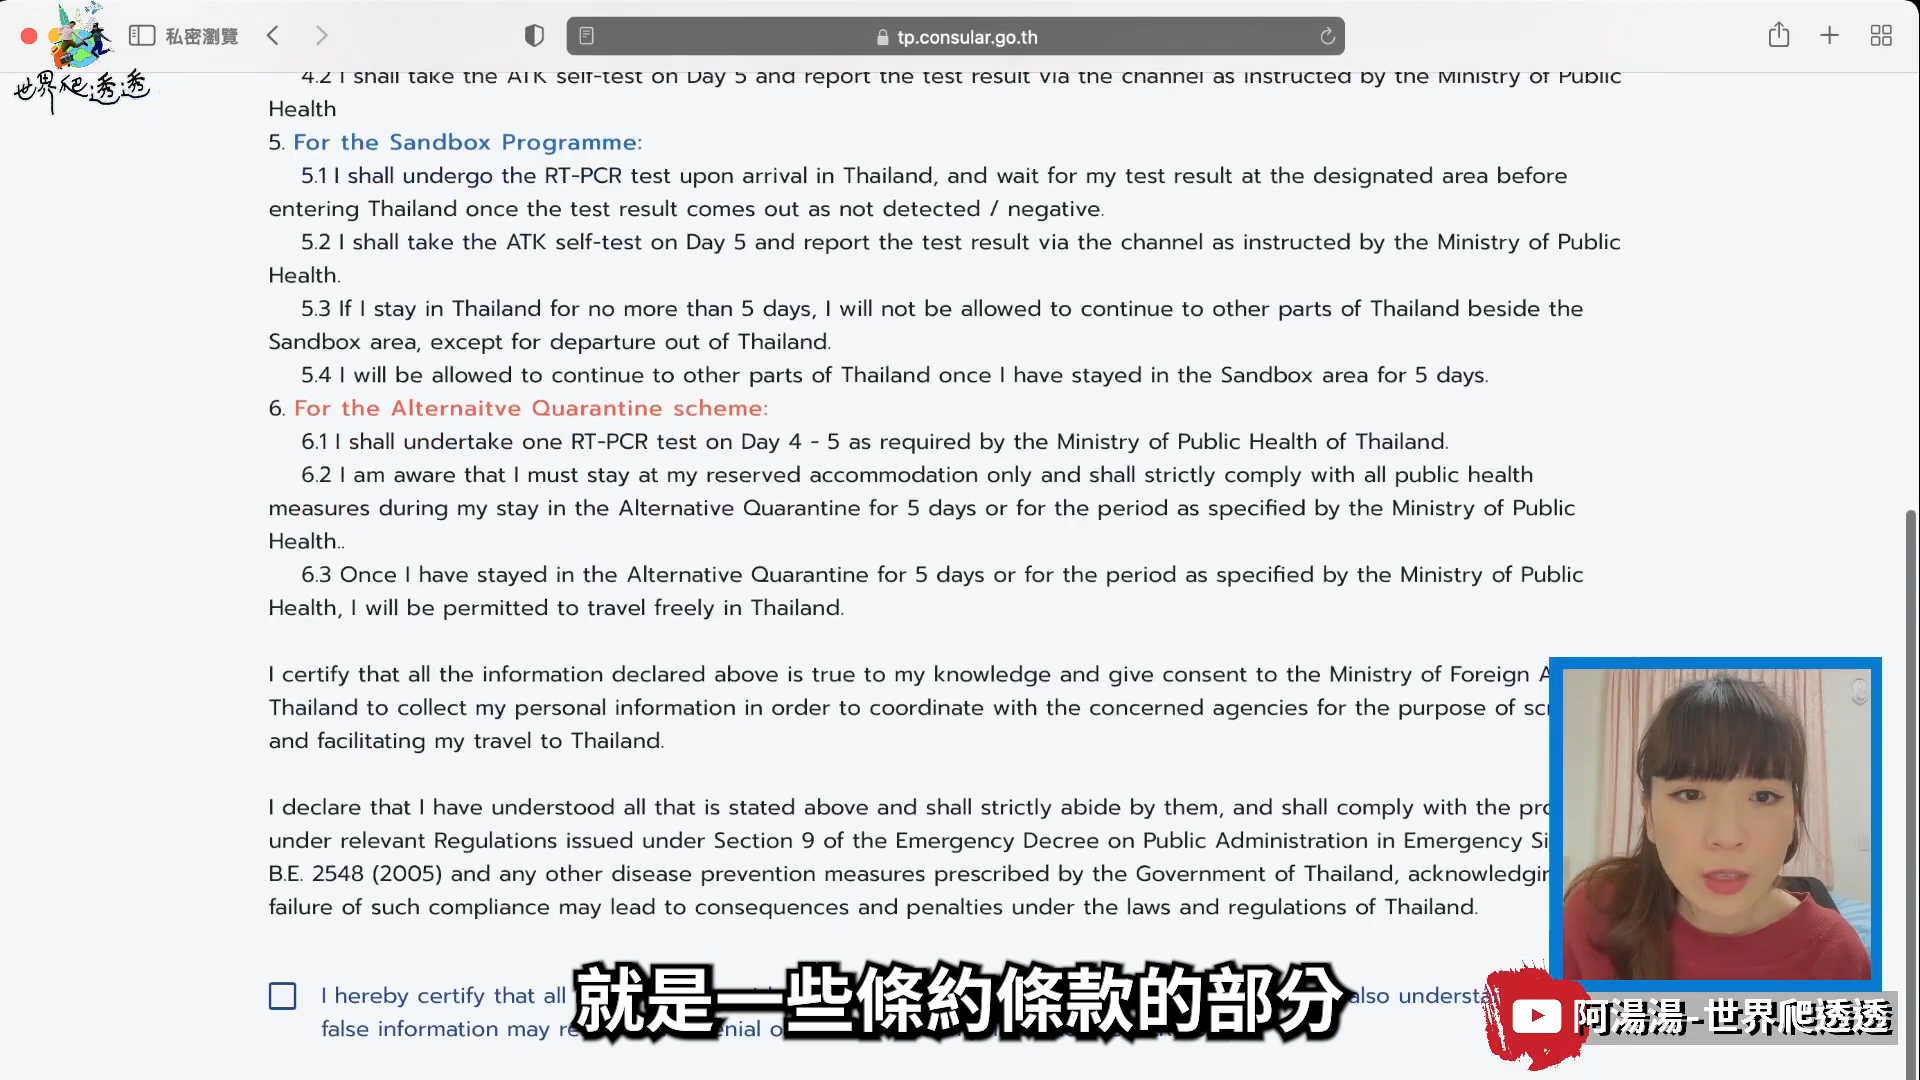 私密瀏覽
tp.consular.go.th
世界爬透透
4.2 I shall take the ATK self-test on Day 5 and report the test result via the channel as instructed by the Ministry of Public
Health
5. For the Sandbox Programme:
5.1 I shall undergo the RT-PCR test upon arrival in Thailand, and wait for my test result at the designated area before
entering Thailand once the test result comes out as not detected / negative.
5.2 I shall take the ATK self-test on Day 5 and report the test result via the channel as instructed by the Ministry of Public
Health.
5.3 If I stay in Thailand for no more than 5 days, I will not be allowed to continue to other parts of Thailand beside the
Sandbox area, except for departure out of Thailand.
5.4 I will be allowed to continue to other parts of Thailand once I have stayed in the Sandbox area for 5 days.
6. For the Alternaitve Quarantine scheme:
6.1 I shall undertake one RT-PCR test on Day 4 - 5 as required by the Ministry of Public Health of Thailand.
6.2 I am aware that I must stay at my reserved accommodation only and shall strictly comply with all public health
measures during my stay in the Alternative Quarantine for 5 days or for the period as specified by the Ministry of Public
Health..
6.3 Once I have stayed in the Alternative Quarantine for 5 days or for the period as specified by the Ministry of Public
Health, I will be permitted to travel freely in Thailand.
I certify that all the information declared above is true to my knowledge and give consent to the Ministry of Foreign
Thailand to collect my personal information in order to coordinate with the concerned agencies for the purpose of
and facilitating my travel to Thailand.
I declare that I have understood all that is stated above and shall strictly abide by them, and shall comply with the
under relevant Regulations issued under Section 9 of the Emergency Decree on Public Administration in Emergency
B.E. 2548 (2005) and any other disease prevention measures prescribed by the Government of Thailand,
failure of such compliance may lead to consequences and penalties under the laws and regulations of Thailand.
I hereby certify that all also
false information may
就是一些條約條款的部分
阿湯湯-世界爬透透